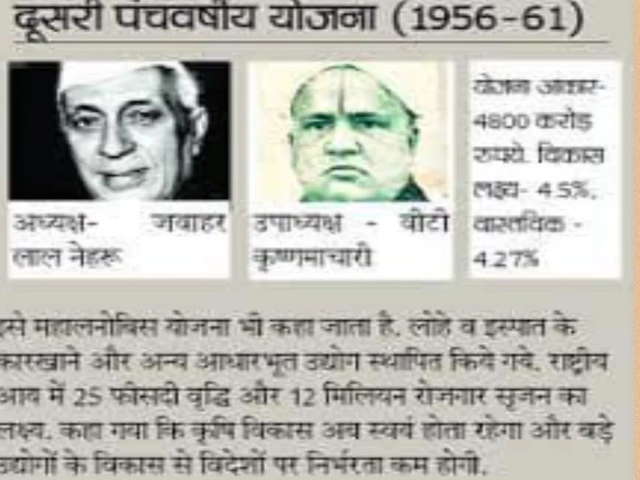 दूसरी पंचवर्षीय योजना (1956-61)
अध्यक्ष- जवाहर
लाल नेहरू
उपाध्यक्ष - वीटी
कृष्णमाचारी
योजना आकार-
4800 करोड़
रुपये. विकास
लक्ष्य- 4.5%,
वास्तविक -
4.27%
इसे महालनोबिस योजना भी कहा जाता है. लोहे व इस्पात के
कारखाने और अन्य आधारभूत उद्योग स्थापित किये गये. राष्ट्रीय
आय में 25 फीसदी वृद्धि और 12 मिलियन रोजगार सृजन का
लक्ष्य. कहा गया कि कृषि विकास अब स्वयं होता रहेगा और बड़े
उद्योगों के विकास से विदेशों पर निर्भरता कम होगी.